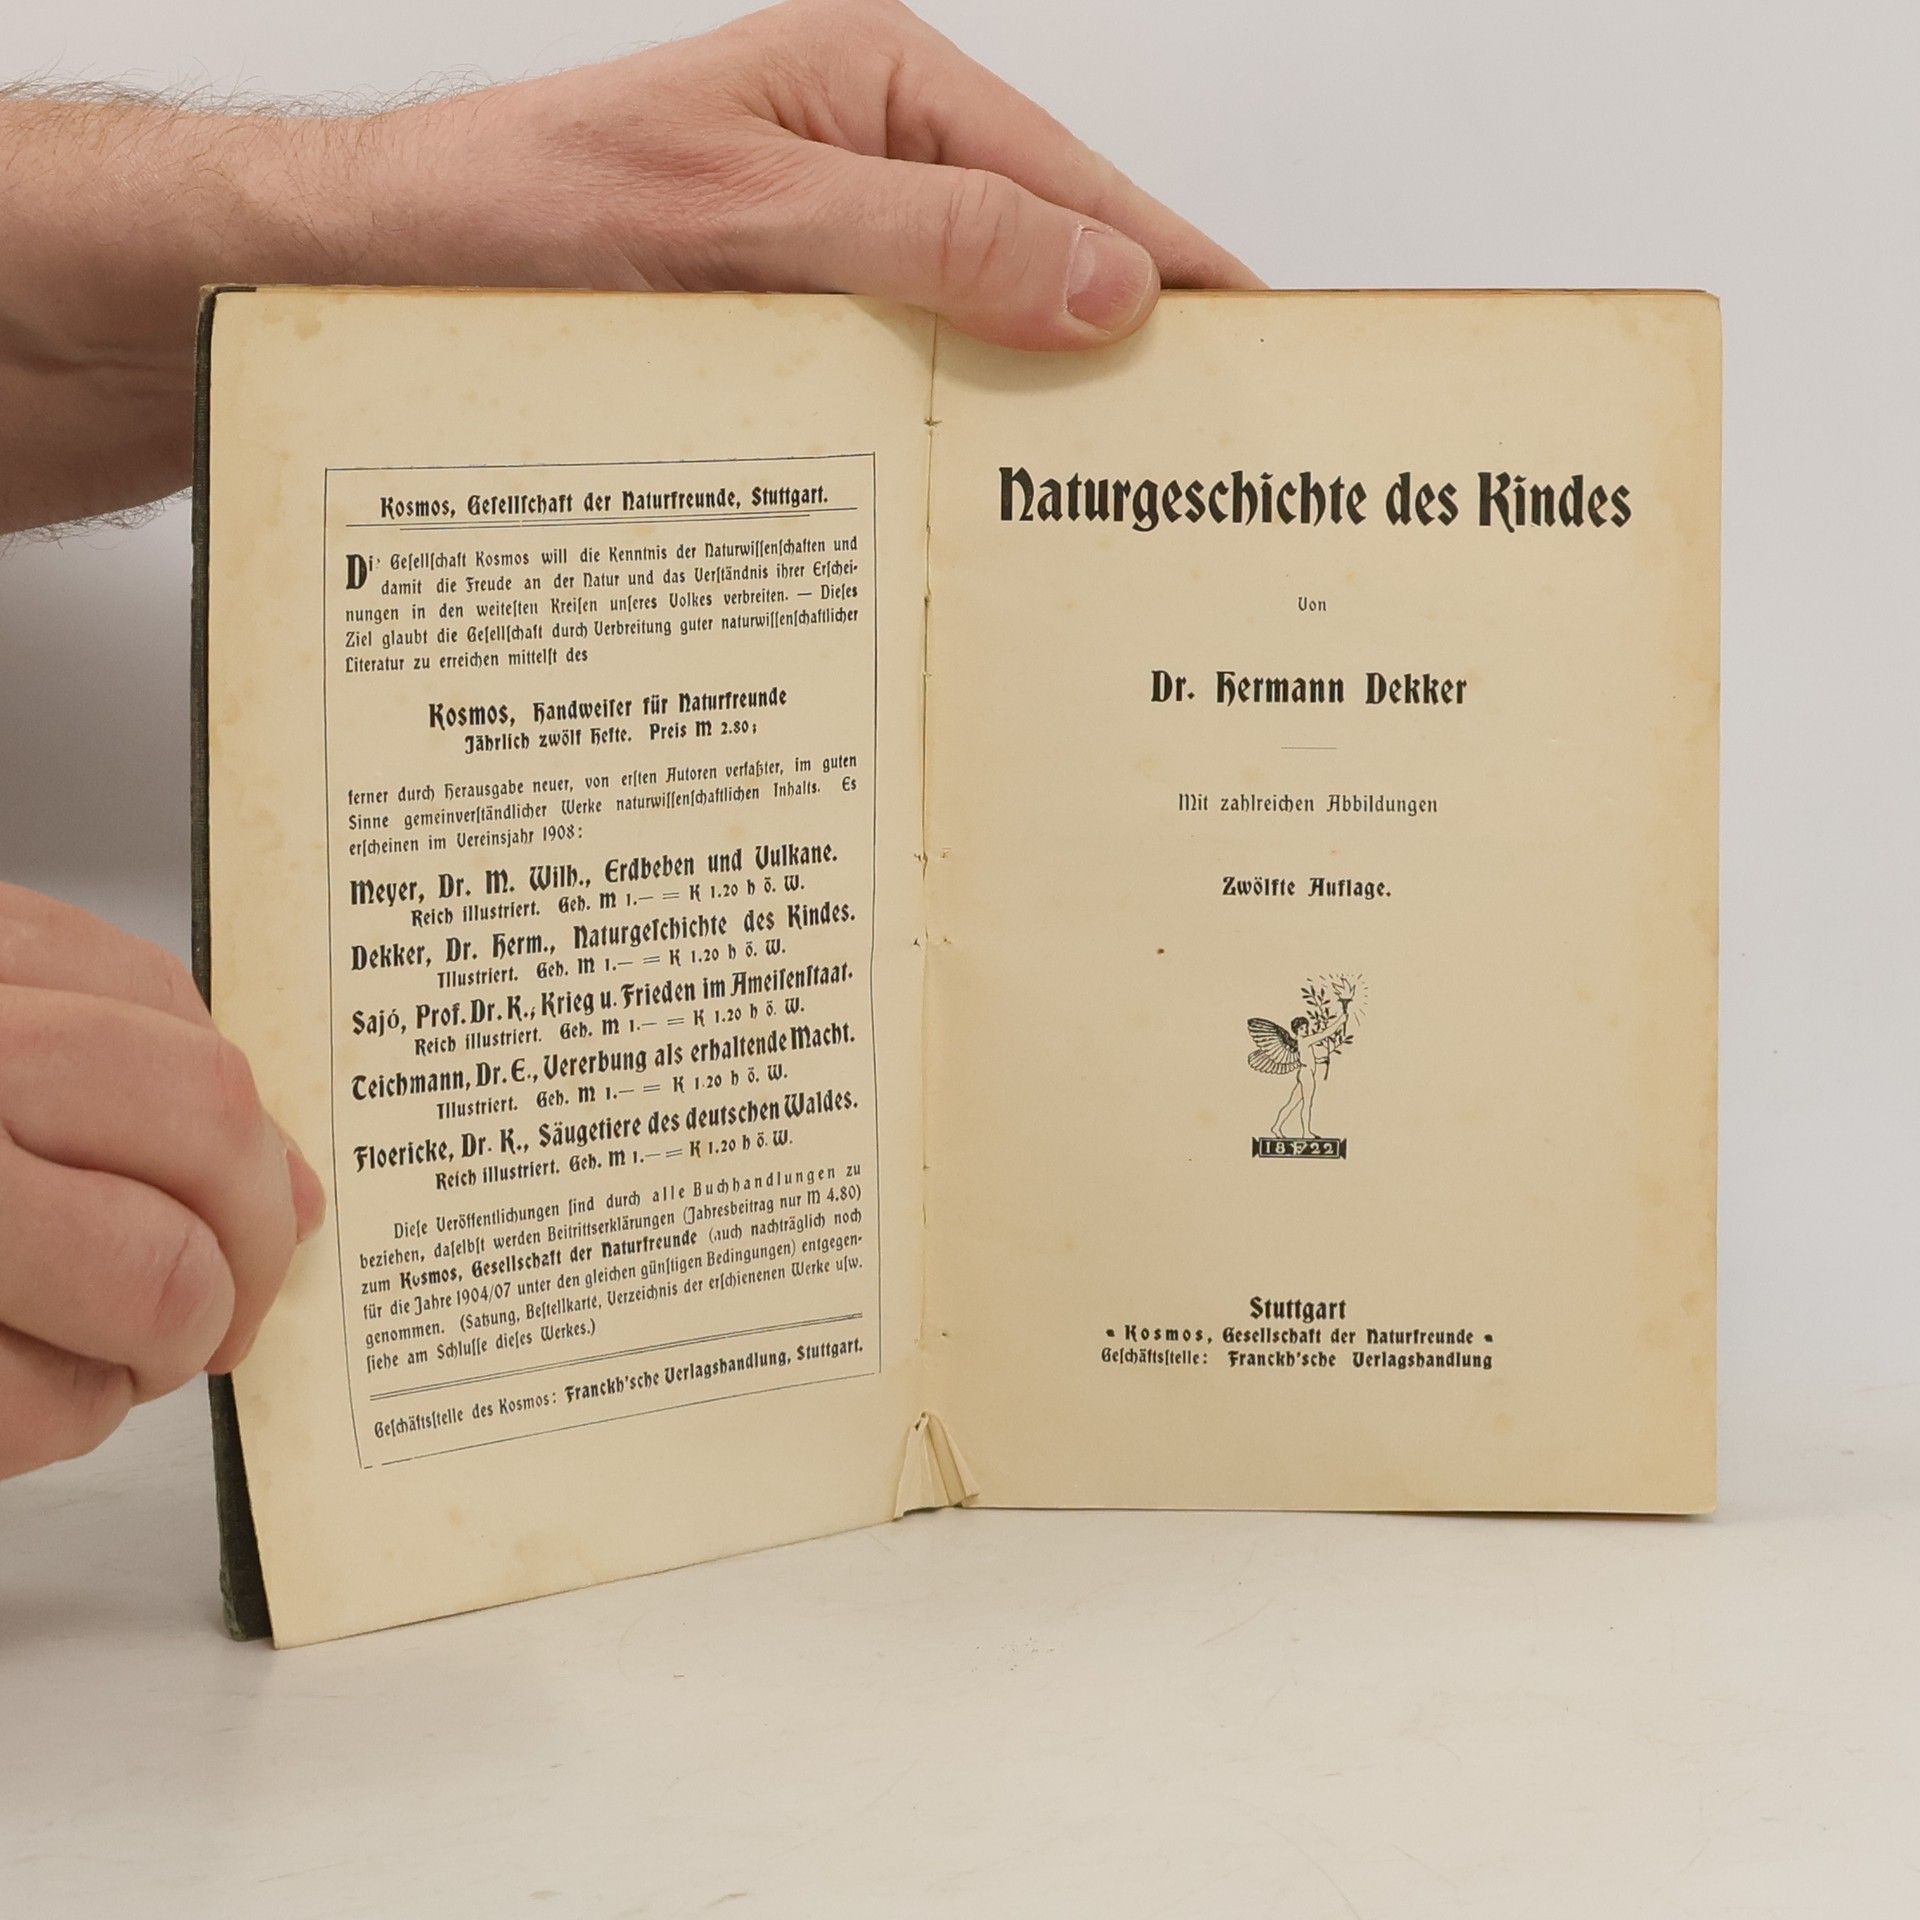 Kosmos, Geſellſchaft der Naturfreunde, Stuttgart.
Di Geſellſchaft Kosmos will die Kenntnis der Naturwiſſenſchaften und
damit die Freude an der Natur und das Verſtändnis ihrer Erſchei-
nungen in den weiteſten Kreiſen unſeres Volkes verbreiten. — Dieſes
Ziel glaubt die Geſellſchaft durch Verbreitung guter naturwiſſenſchaftlicher
Literatur zu erreichen mittelſt des
Kosmos, Handweiſer für Naturfreunde
Jährlich zwölf Hefte. Preis M 2.80;
ferner durch Herausgabe neuer, von erſten Autoren verfaßter, im guten
Sinne gemeinverſtändlicher Werke naturwiſſenſchaftlichen Inhalts. Es
erſcheinen im Vereinsjahr 1908:
Meyer, Dr. M. Wilh., Erdbeben und Vulkane.
Reich illustriert. Geh. M 1.— = K 1.20 h ö. W.
Dekker, Dr. Herm., Naturgeſchichte des Kindes.
Illustriert. Geh. M 1.— = K 1.20 h ö. W.
Sajó, Prof. Dr. K., Krieg u. Frieden im Ameiſenſtaat.
Reich illustriert. Geh. M 1.— = K 1.20 h ö. W.
Teichmann, Dr. E., Vererbung als erhaltende Macht.
Illustriert. Geh. M 1.— = K 1.20 h ö. W.
Floericke, Dr. K., Säugetiere des deutschen Waldes.
Reich illustriert. Geh. M 1.— = K 1.20 h ö. W.
Dieſe Veröffentlichungen ſind durch alle Buchhandlungen zu
beziehen, daſelbſt werden Beitrittserklärungen (Jahresbeitrag nur M 4.80)
zum Kosmos, Gesellschaft der Naturfreunde (auch nachträglich noch
für die Jahre 1904/07 unter den gleichen günſtigen Bedingungen) entgegen-
genommen. (Satzung, Beſtellkarte, Verzeichnis der erſchienenen Werke uſw.
ſiehe am Schluſſe dieſes Werkes.)
Geſchäftsſtelle des Kosmos: Franckh'sche Verlagshandlung, Stuttgart.
Naturgeschichte des Kindes
Von
Dr. Hermann Dekker
Mit zahlreichen Abbildungen
Zwölfte Auflage.
18 F 22
Stuttgart
Kosmos, Gesellschaft der Naturfreunde
Geſchäftsſtelle: Franckh'sche Verlagshandlung